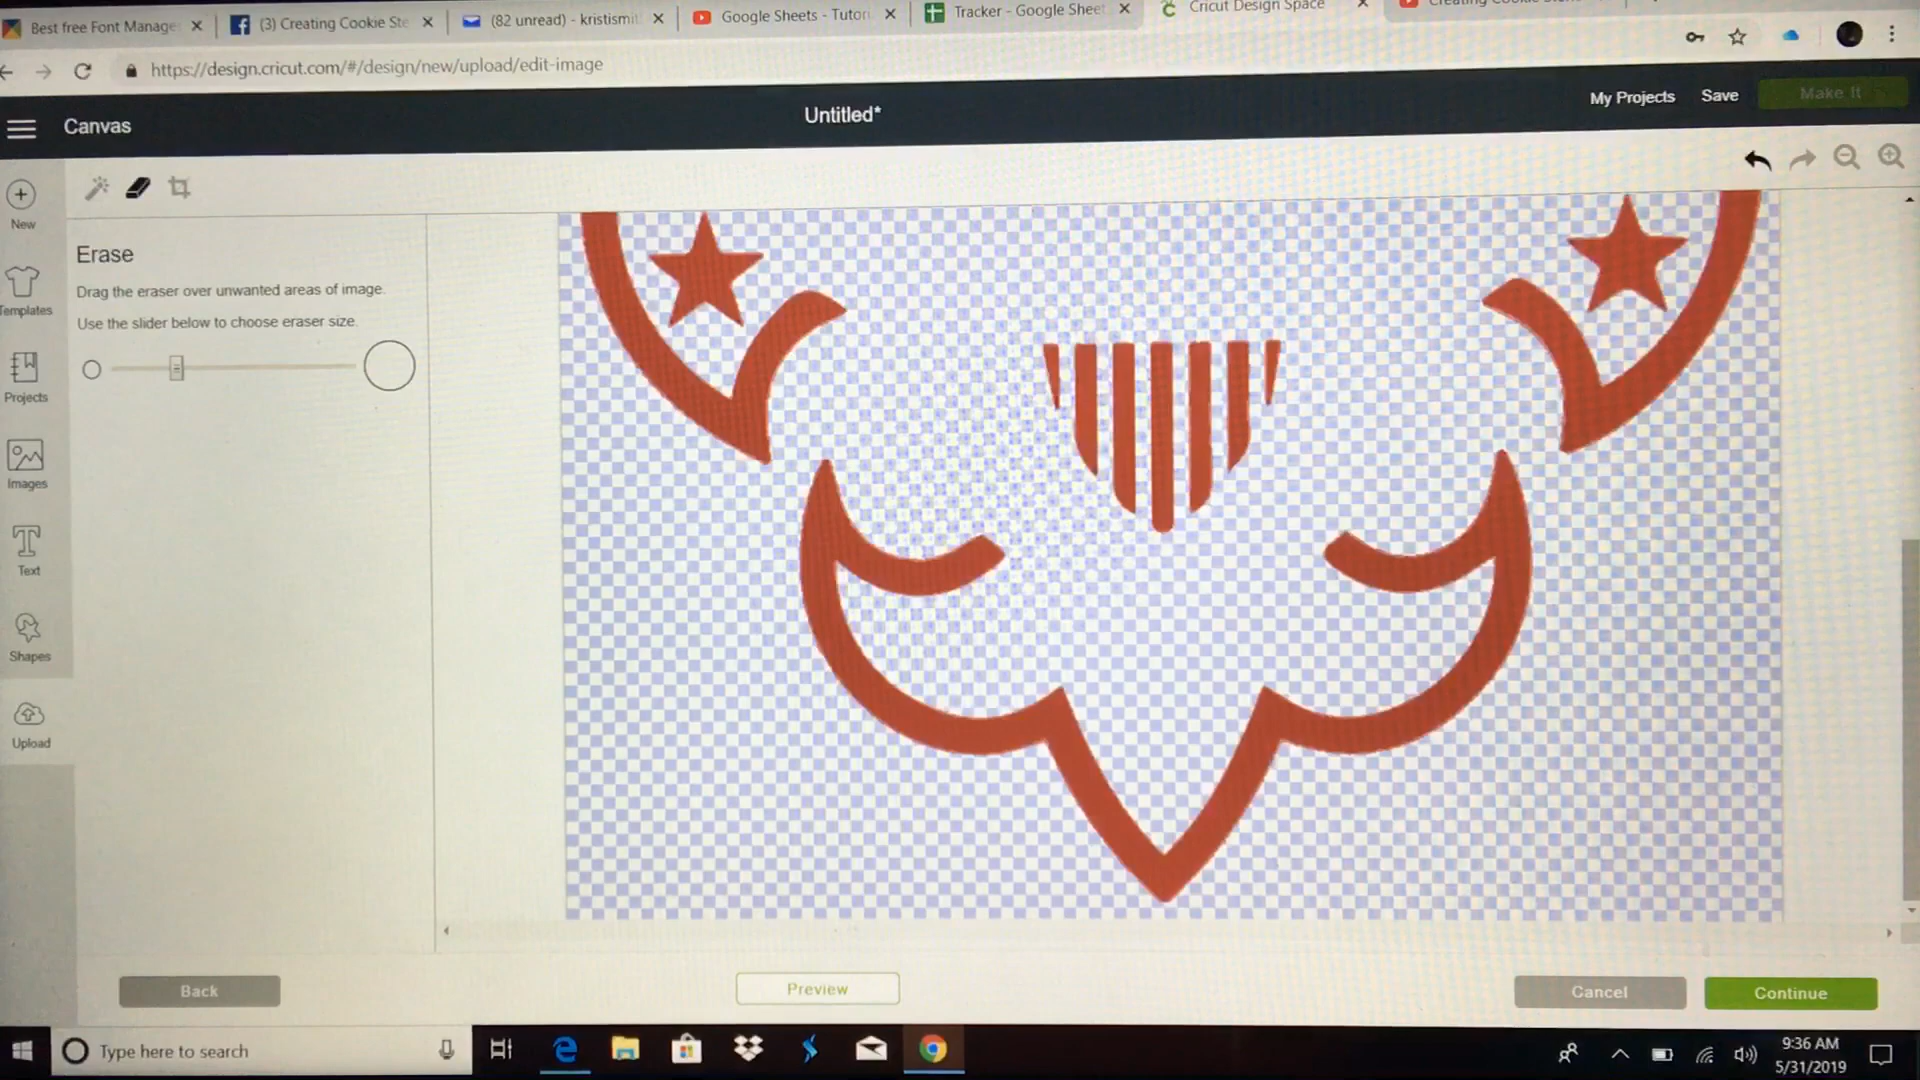 Best free Font Manage
(3) Creating Cookie Ste
(82 unread) - kristismit
Google Sheets - Tutori
Tracker - Google Sheet
Cricut Design Space
https://design.cricut.com/#/design/new/upload/edit-image
Canvas
Untitled*
My Projects
Save
Make It
New
Templates
Projects
Images
Text
Shapes
Upload
Erase
Drag the eraser over unwanted areas of image.
Use the slider below to choose eraser size.
Back
Preview
Cancel
Continue
Type here to search
9:36 AM
5/31/2019